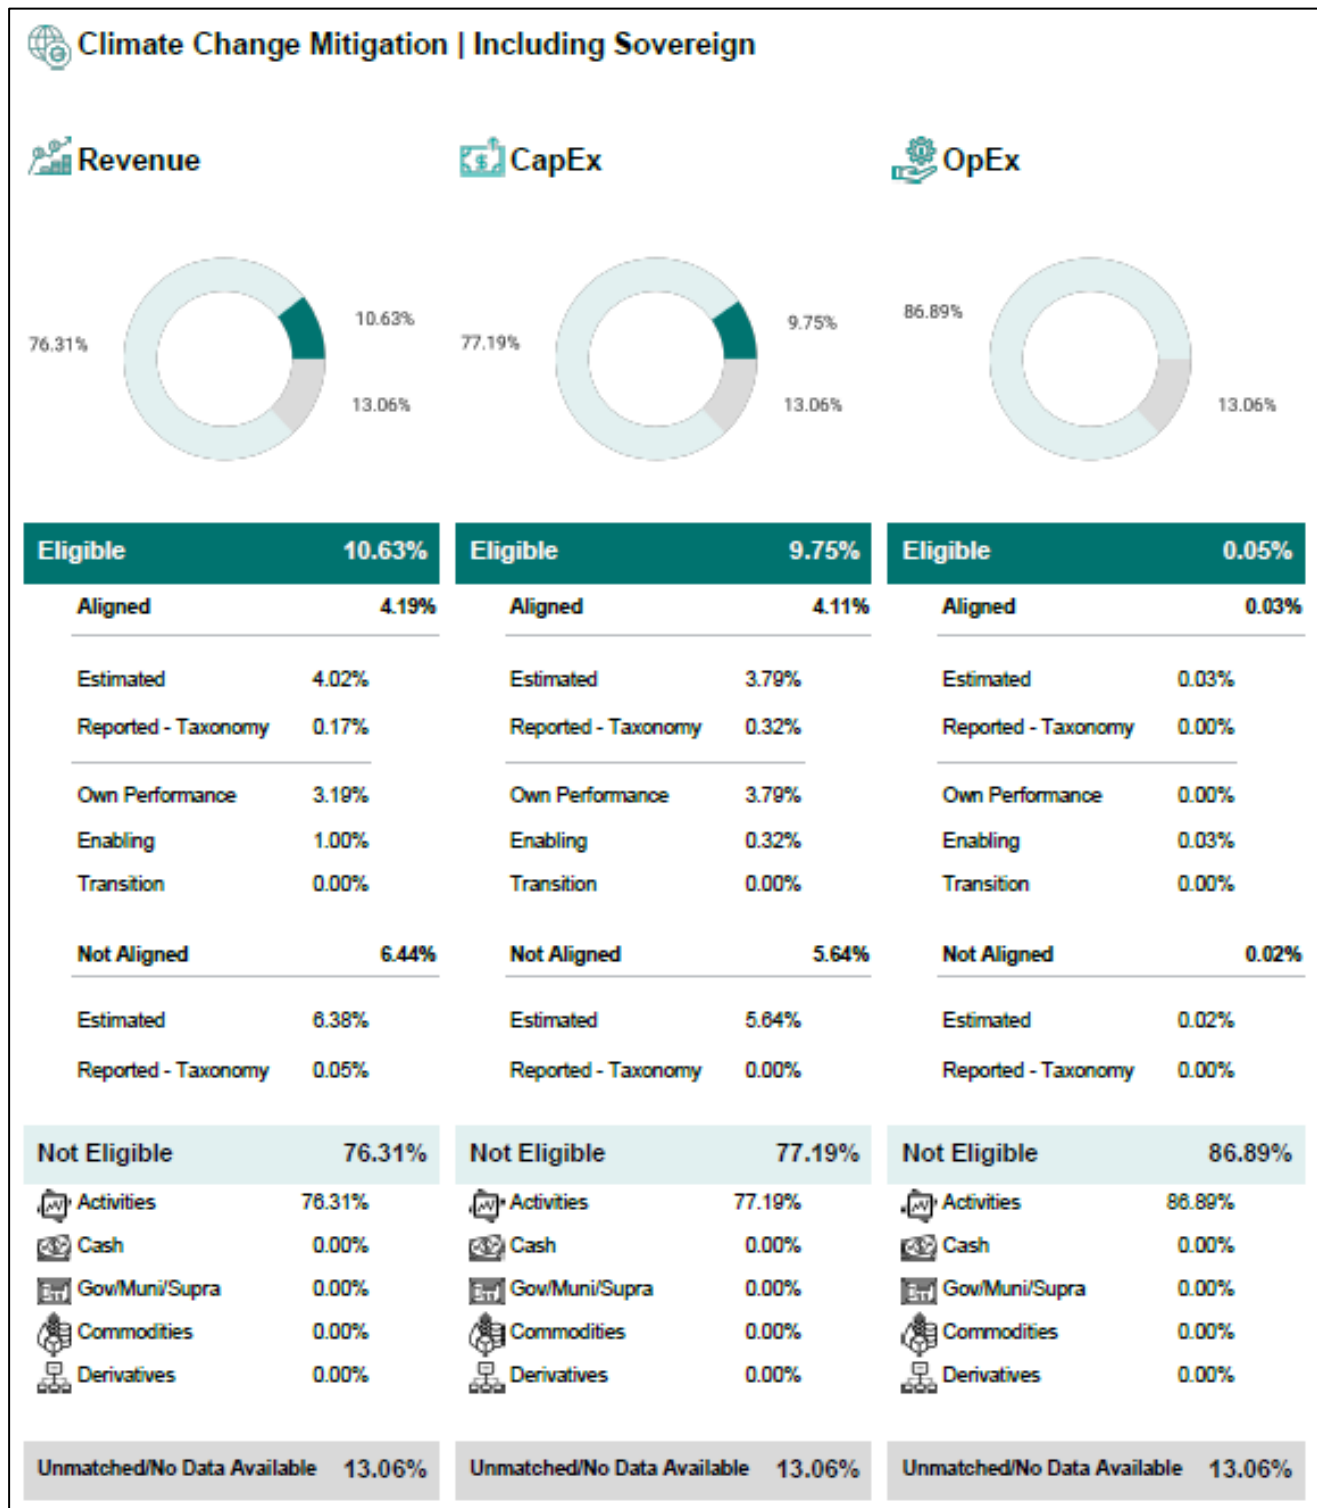 Climate Change Mitigation | Including Sovereign
Revenue
CapEx
OpEx
76.31%
10.63%
13.06%
77.19%
9.75%
13.06%
86.89%
13.06%
Eligible 10.63%
Aligned 4.19%
Estimated 4.02%
Reported - Taxonomy 0.17%
Own Performance 3.19%
Enabling 1.00%
Transition 0.00%
Not Aligned 6.44%
Estimated 6.38%
Reported - Taxonomy 0.05%
Not Eligible 76.31%
Activities 76.31%
Cash 0.00%
Gov/Muni/Supra 0.00%
Commodities 0.00%
Derivatives 0.00%
Unmatched/No Data Available 13.06%
Eligible 9.75%
Aligned 4.11%
Estimated 3.79%
Reported - Taxonomy 0.32%
Own Performance 3.79%
Enabling 0.32%
Transition 0.00%
Not Aligned 5.64%
Estimated 5.64%
Reported - Taxonomy 0.00%
Not Eligible 77.19%
Activities 77.19%
Cash 0.00%
Gov/Muni/Supra 0.00%
Commodities 0.00%
Derivatives 0.00%
Unmatched/No Data Available 13.06%
Eligible 0.05%
Aligned 0.03%
Estimated 0.03%
Reported - Taxonomy 0.00%
Own Performance 0.00%
Enabling 0.03%
Transition 0.00%
Not Aligned 0.02%
Estimated 0.02%
Reported - Taxonomy 0.00%
Not Eligible 86.89%
Activities 86.89%
Cash 0.00%
Gov/Muni/Supra 0.00%
Commodities 0.00%
Derivatives 0.00%
Unmatched/No Data Available 13.06%